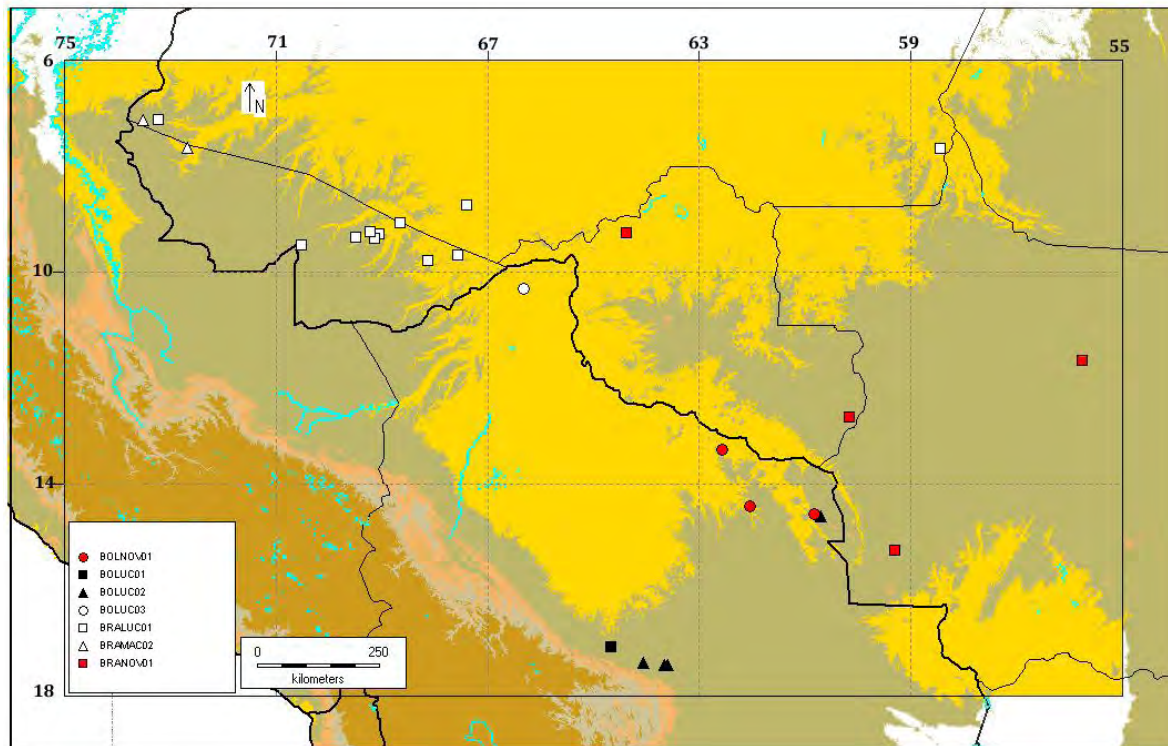 75 71 67 63 59 55
6
N
10
14
18
BOLNOV01
BOLUC01
BOLUC02
BOLUC03
BRALUC01
BRAMAC02
BRANOV01
0 250
kilometers